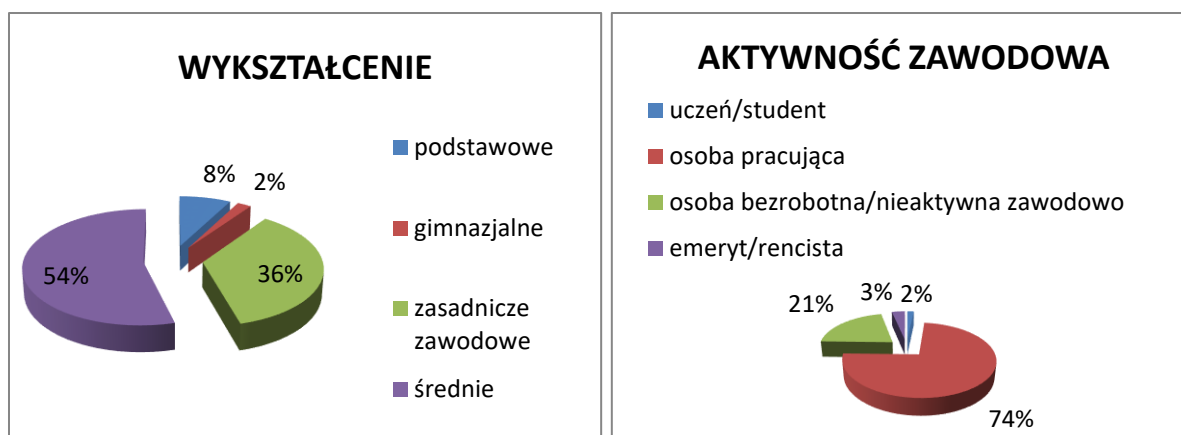 WYKSZTAŁCENIE
podstawowe
gimnazjalne
zasadnicze
zawodowe
średnie
8%
2%
36%
54%
AKTYWNOŚĆ ZAWODOWA
uczeń/student
osoba pracująca
osoba bezrobotna/nieaktywna zawodowo
emeryt/rencista
21%
3%
2%
74%